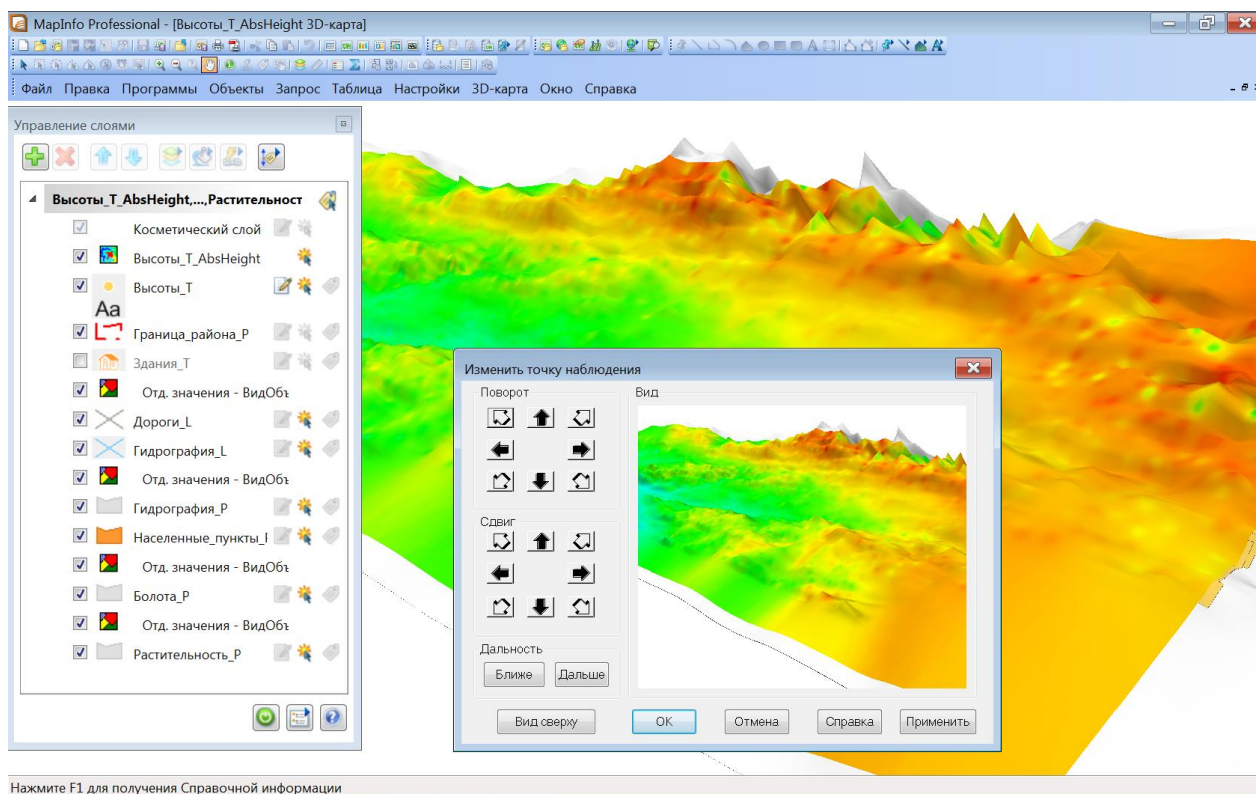 MapInfo Professional - [Высоты_T_AbsHeight 3D-карта]
Файл Правка Программы Объекты Запрос Таблица Настройки 3D-карта Окно Справка
Управление слоями
Высоты_T_AbsHeight,...,Растительност
Косметический слой
Высоты_T_AbsHeight
Высоты_T
Aa
Граница_района_P
Здания_T
Отд. значения - ВидОбъ
Дороги_L
Гидрография_L
Отд. значения - ВидОбъ
Гидрография_P
Населенные_пункты_
Отд. значения - ВидОбъ
Болота_P
Отд. значения - ВидОбъ
Растительность_P
Изменить точку наблюдения
Поворот
Вид
Сдвиг
Дальность
Ближе Дальше
Вид сверху OK Отмена Справка Применить
Нажмите F1 для получения Справочной информации